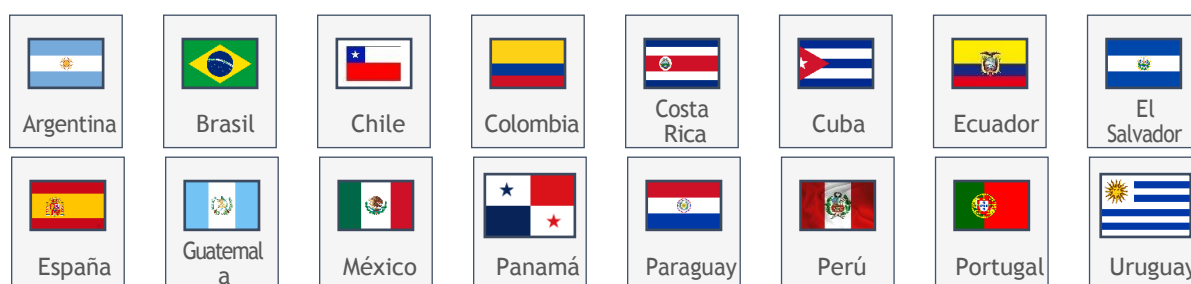 Argentina
Brasil
Chile
Colombia
Costa
Rica
Cuba
Ecuador
El
Salvador
España
Guatemal
a
México
Panamá
Paraguay
Perú
Portugal
Uruguay